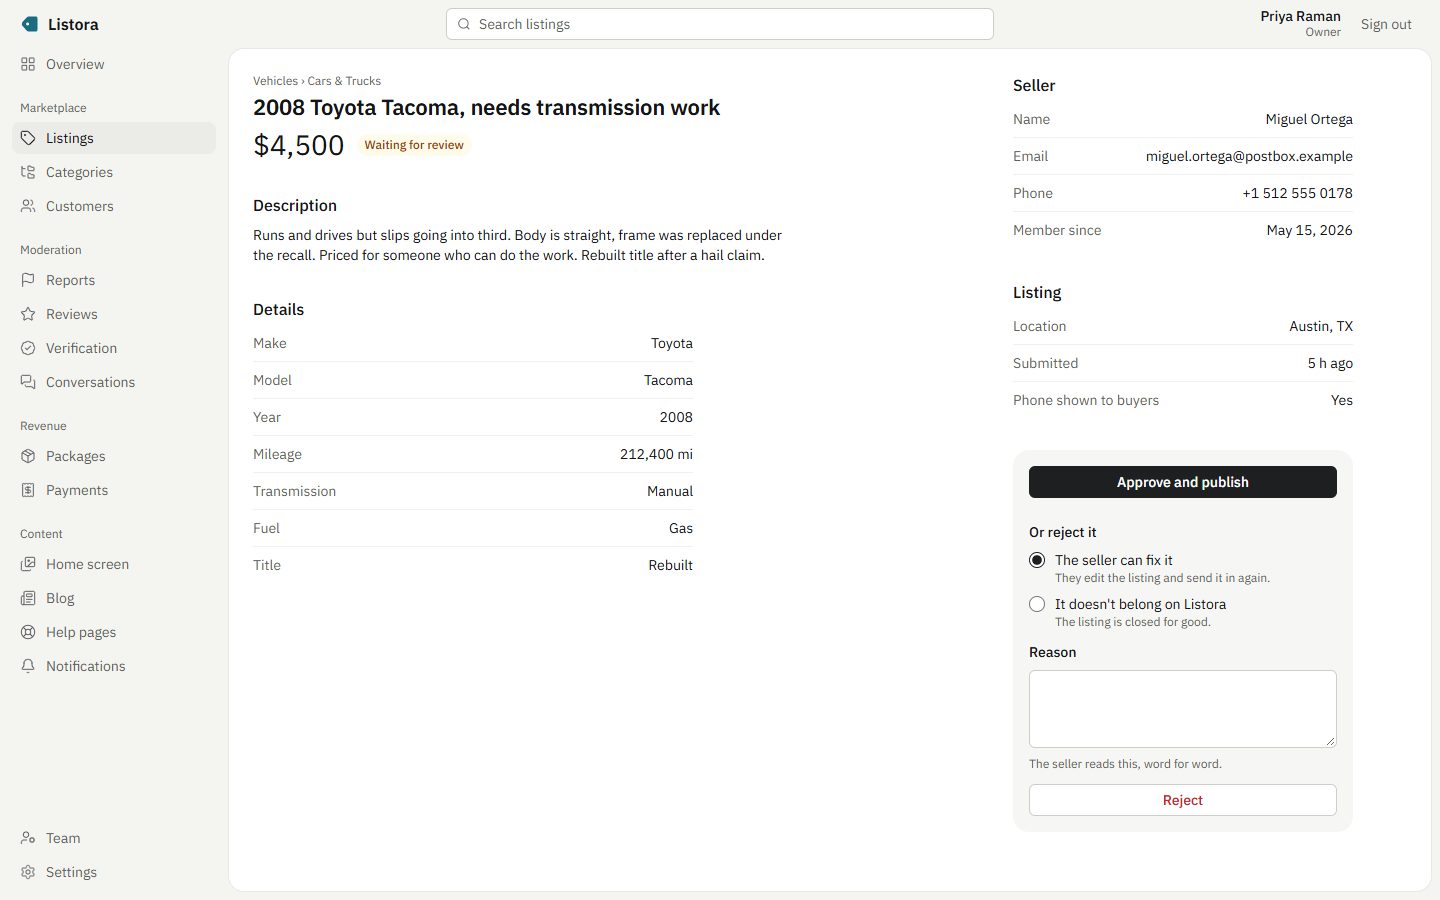 Listora
Search listings
Priya Raman
Owner
Sign out
Overview
Marketplace
Listings
Categories
Customers
Moderation
Reports
Reviews
Verification
Conversations
Revenue
Packages
Payments
Content
Home screen
Blog
Help pages
Notifications
Team
Settings
Vehicles › Cars & Trucks
2008 Toyota Tacoma, needs transmission work
$4,500 Waiting for review
Description
Runs and drives but slips going into third. Body is straight, frame was replaced under
the recall. Priced for someone who can do the work. Rebuilt title after a hail claim.
Details
Make Toyota
Model Tacoma
Year 2008
Mileage 212,400 mi
Transmission Manual
Fuel Gas
Title Rebuilt
Seller
Name Miguel Ortega
Email miguel.ortega@postbox.example
Phone +1 512 555 0178
Member since May 15, 2026
Listing
Location Austin, TX
Submitted 5 h ago
Phone shown to buyers Yes
Approve and publish
Or reject it
The seller can fix it
They edit the listing and send it in again.
It doesn't belong on Listora
The listing is closed for good.
Reason
The seller reads this, word for word.
Reject